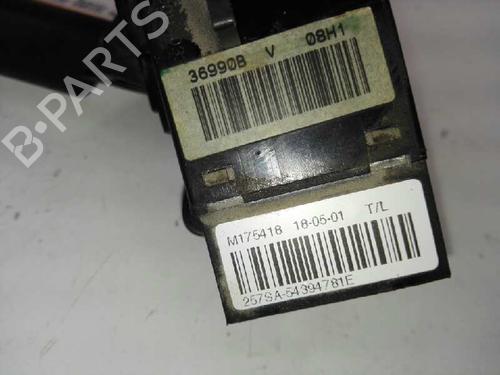 369908 V 08H1
M175418 18-05-01 T/L
257SA-54394781E
B-PARTS